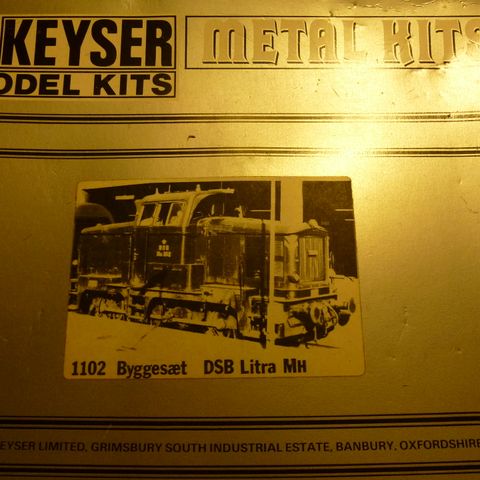 KEYSER
METAL KITS
ODEL KITS
1102 Byggesæt DSB Litra MH
EYSER LIMITED, GRIMSBURY SOUTH INDUSTRIAL ESTATE, BANBURY, OXFORDSHIRE